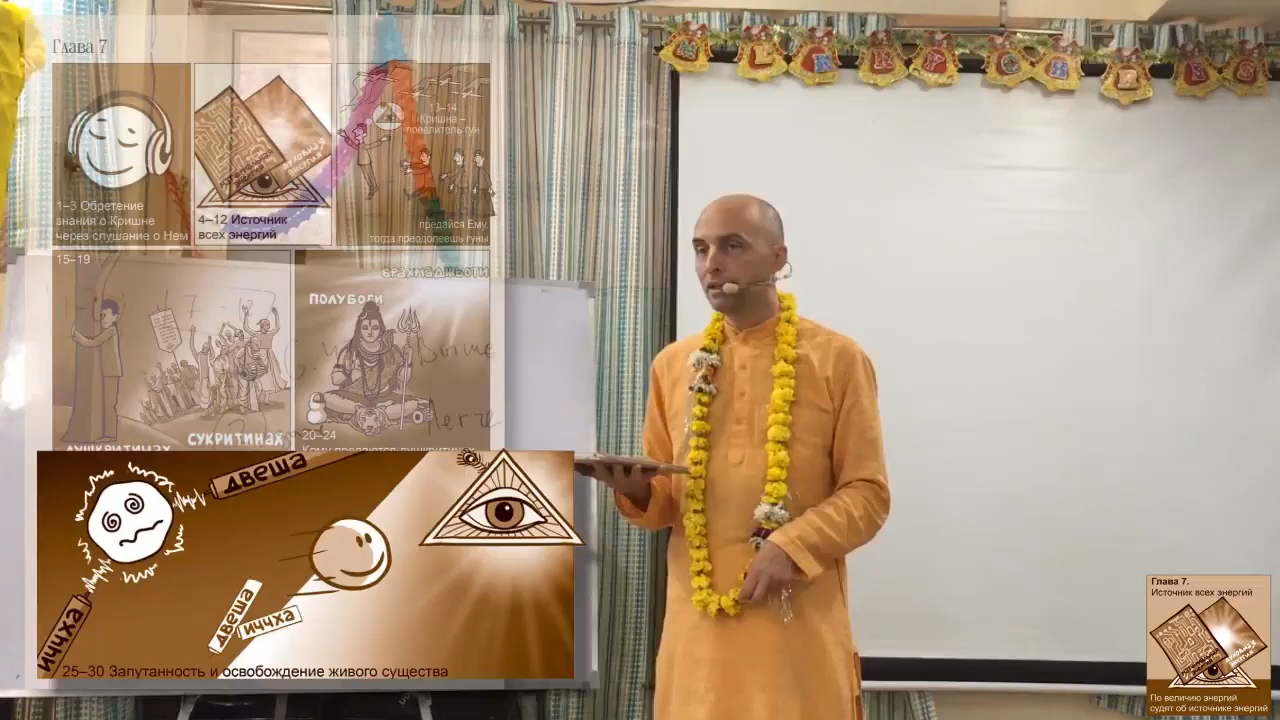 Глава 7
1–3 Обретение
знания о Кришне
через слушание о Нем
4–12 Источник
всех энергий
13–14
Кришна –
повелитель гун
предайся Ему,
тогда преодолеешь гуны
15–19
СУКРИТИНАХ
БРАХМАДЖЬОТИ
ПОЛУБОГИ
20–24
Выше
Легче
ДВЕША
ИЧЧХА
ДВЕША
ИЧЧХА
25–30 Запутанность и освобождение живого существа
Глава 7.
Источник всех энергий
По величию энергий
судят об источнике энергий